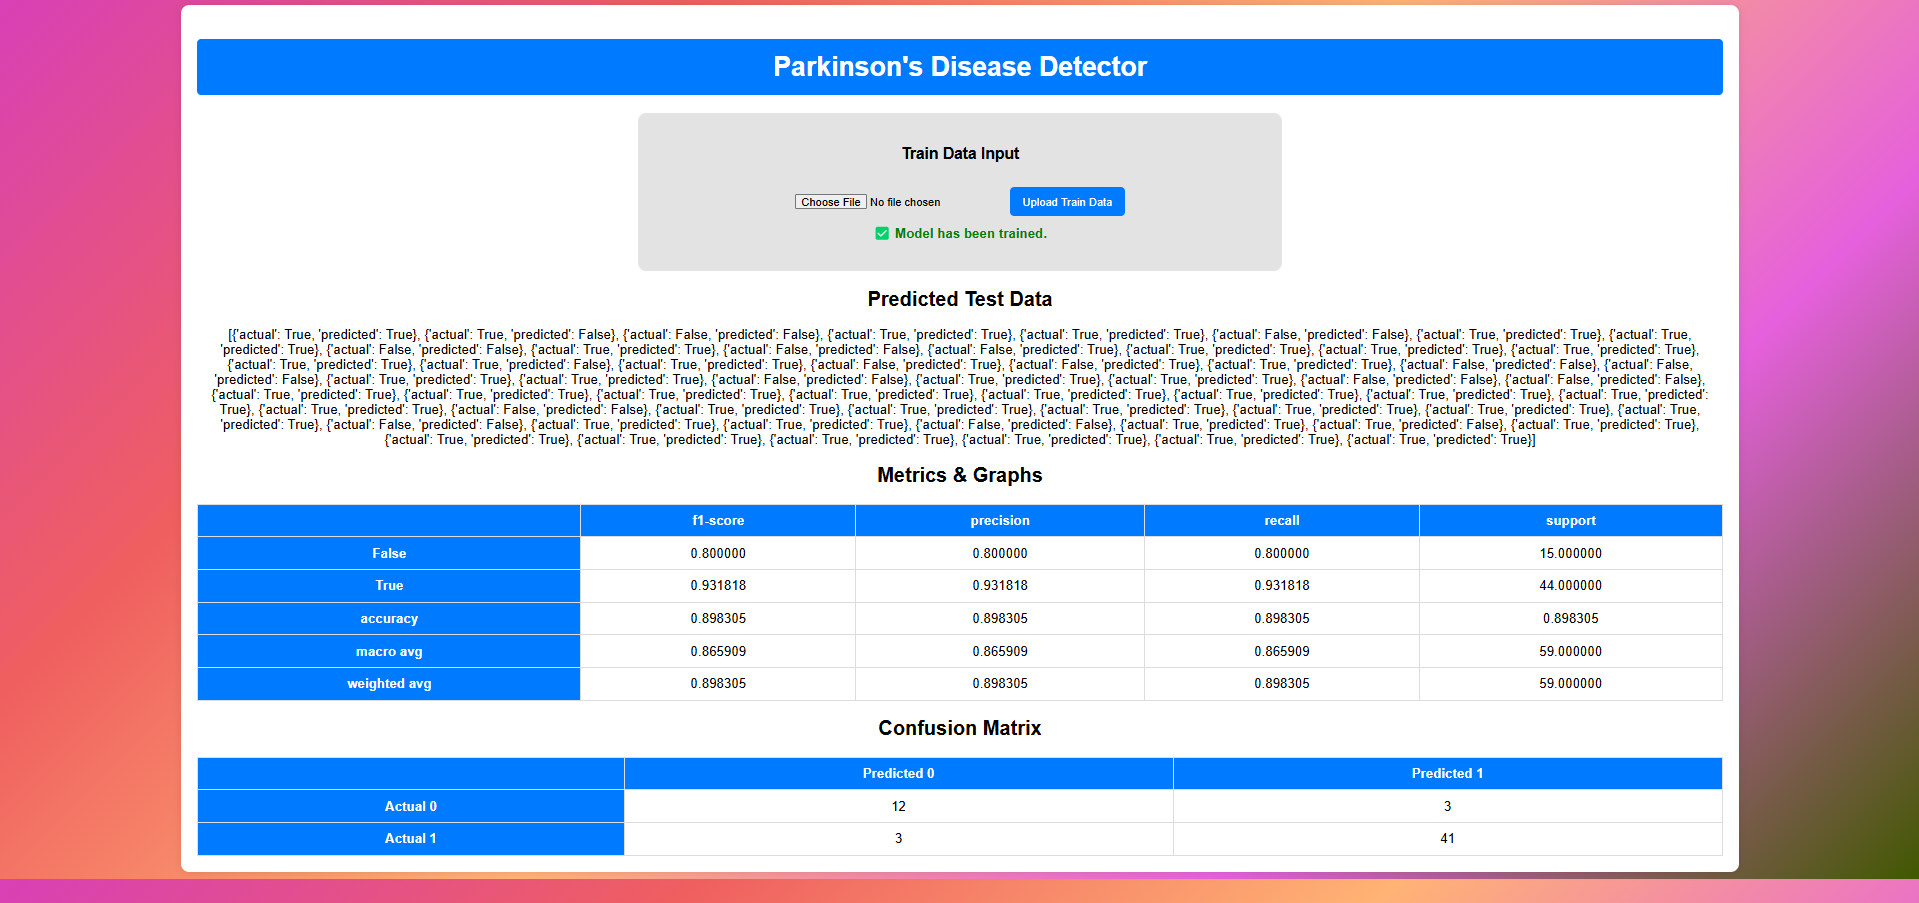 Parkinson's Disease Detector
Train Data Input
Choose File No file chosen Upload Train Data
Model has been trained.
Predicted Test Data
[{'actual': True, 'predicted': True}, {'actual': True, 'predicted': False}, {'actual': False, 'predicted': False}, {'actual': True, 'predicted': True}, {'actual': True, 'predicted': True}, {'actual': False, 'predicted': False}, {'actual': True, 'predicted': True}, {'actual': True,
'predicted': True}, {'actual': False, 'predicted': False}, {'actual': True, 'predicted': True}, {'actual': False, 'predicted': False}, {'actual': False, 'predicted': True}, {'actual': True, 'predicted': True}, {'actual': True, 'predicted': True}, {'actual': True, 'predicted': True},
{'actual': True, 'predicted': True}, {'actual': True, 'predicted': False}, {'actual': True, 'predicted': True}, {'actual': False, 'predicted': True}, {'actual': False, 'predicted': True}, {'actual': True, 'predicted': True}, {'actual': False, 'predicted': False}, {'actual': False,
'predicted': False}, {'actual': True, 'predicted': True}, {'actual': True, 'predicted': True}, {'actual': False, 'predicted': False}, {'actual': True, 'predicted': True}, {'actual': True, 'predicted': True}, {'actual': False, 'predicted': False}, {'actual': False, 'predicted': False},
{'actual': True, 'predicted': True}, {'actual': True, 'predicted': True}, {'actual': True, 'predicted': True}, {'actual': True, 'predicted': True}, {'actual': True, 'predicted': True}, {'actual': True, 'predicted': True}, {'actual': True, 'predicted': True}, {'actual': True, 'predicted':
True}, {'actual': True, 'predicted': True}, {'actual': False, 'predicted': False}, {'actual': True, 'predicted': True}, {'actual': True, 'predicted': True}, {'actual': True, 'predicted': True}, {'actual': True, 'predicted': True}, {'actual': True, 'predicted': True}, {'actual': True,
'predicted': True}, {'actual': False, 'predicted': False}, {'actual': True, 'predicted': True}, {'actual': True, 'predicted': True}, {'actual': False, 'predicted': False}, {'actual': True, 'predicted': True}, {'actual': True, 'predicted': False}, {'actual': True, 'predicted': True},
{'actual': True, 'predicted': True}, {'actual': True, 'predicted': True}, {'actual': True, 'predicted': True}, {'actual': True, 'predicted': True}, {'actual': True, 'predicted': True}, {'actual': True, 'predicted': True}]
Metrics & Graphs
f1-score precision recall support
False 0.800000 0.800000 0.800000 15.000000
True 0.931818 0.931818 0.931818 44.000000
accuracy 0.898305 0.898305 0.898305 0.898305
macro avg 0.865909 0.865909 0.865909 59.000000
weighted avg 0.898305 0.898305 0.898305 59.000000
Confusion Matrix
Predicted 0 Predicted 1
Actual 0 12 3
Actual 1 3 41